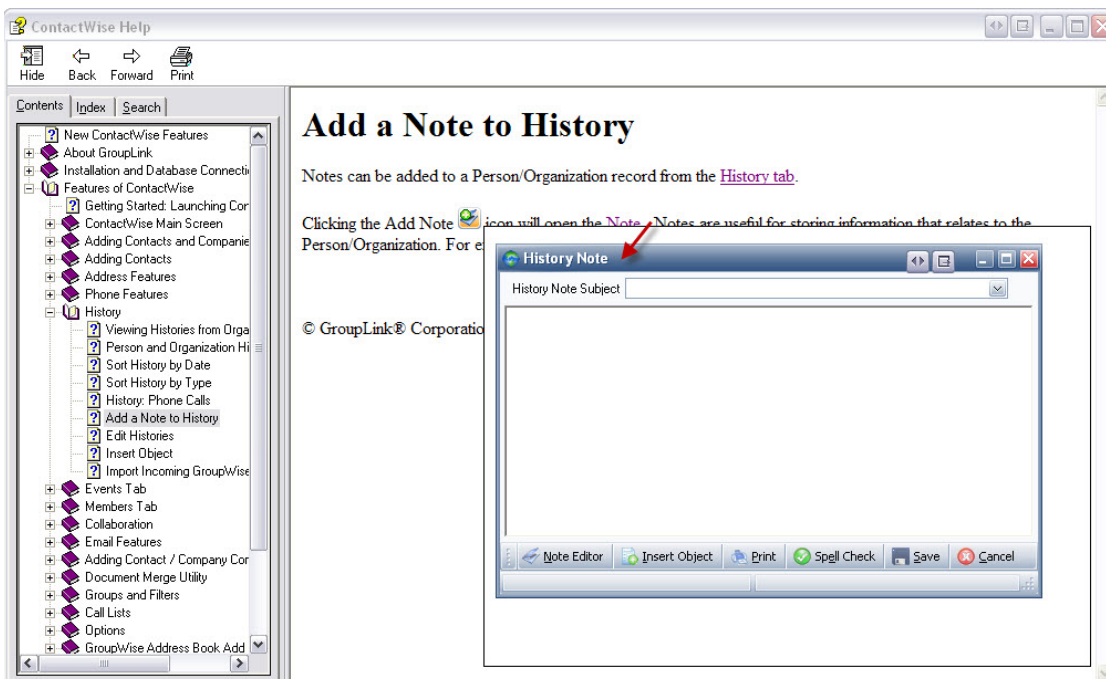 ContactWise Help
Hide Back Forward Print
Contents Index Search
New ContactWise Features
About GroupLink
Installation and Database Connecti
Features of ContactWise
Getting Started: Launching Cor
ContactWise Main Screen
Adding Contacts and Companie
Adding Contacts
Address Features
Phone Features
History
Viewing Histories from Orga
Person and Organization Hi
Sort History by Date
Sort History by Type
History: Phone Calls
Add a Note to History
Edit Histories
Insert Object
Import Incoming GroupWise
Events Tab
Members Tab
Collaboration
Email Features
Adding Contact / Company Cor
Document Merge Utility
Groups and Filters
Call Lists
Options
GroupWise Address Book Add
Add a Note to History
Notes can be added to a Person/Organization record from the History tab.
Clicking the Add Note icon will open the Note. Notes are useful for storing information that relates to the
Person/Organization. For e
© GroupLink® Corporatio
History Note
History Note Subject
Note Editor Insert Object Print Spell Check Save Cancel